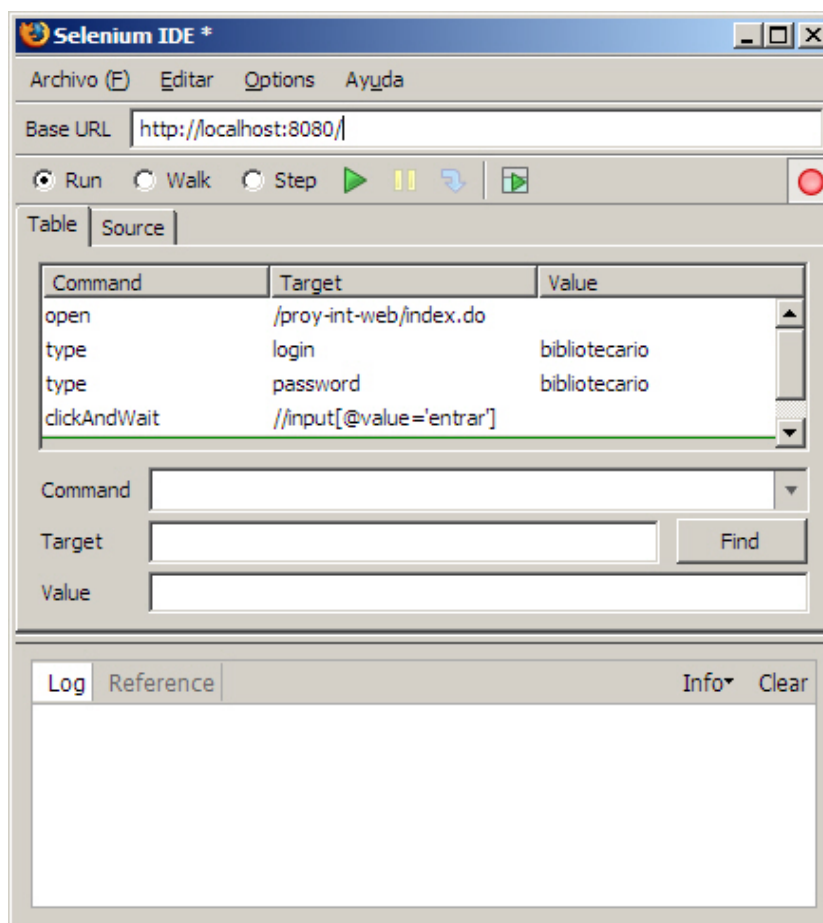 Selenium IDE *
Archivo (F) Editar Options Ayuda
Base URL http://localhost:8080/
Run Walk Step
Table Source
Command Target Value
open /proy-int-web/index.do
type login bibliotecario
type password bibliotecario
clickAndWait //input[@value='entrar']
Command
Target Find
Value
Log Reference Info Clear